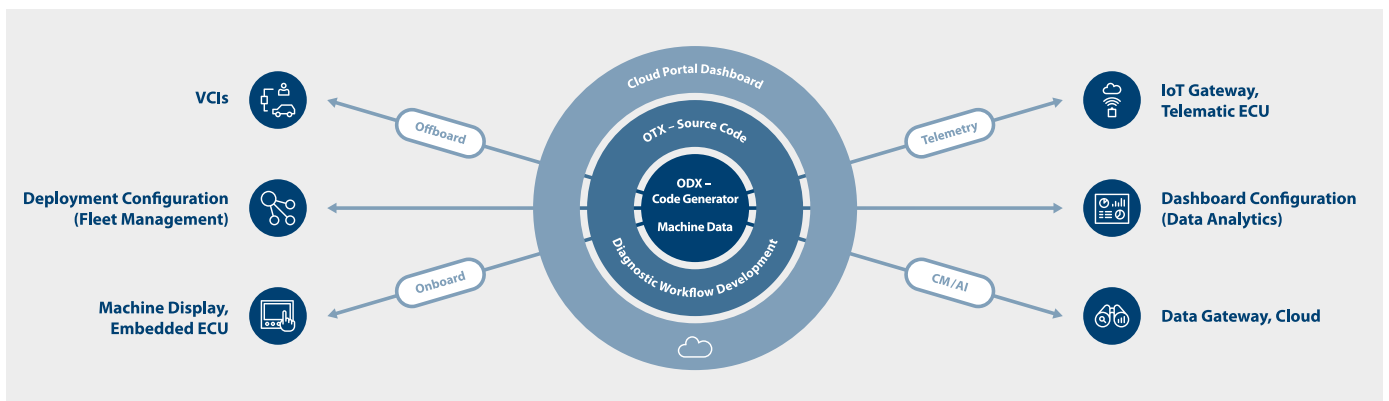 VCIs
Offboard
Deployment Configuration
(Fleet Management)
Onboard
Machine Display,
Embedded ECU
Cloud Portal Dashboard
OTX – Source Code
ODX –
Code Generator
Machine Data
Diagnostic Workflow Development
Telemetry
IoT Gateway,
Telematic ECU
Dashboard Configuration
(Data Analytics)
CM/AI
Data Gateway, Cloud